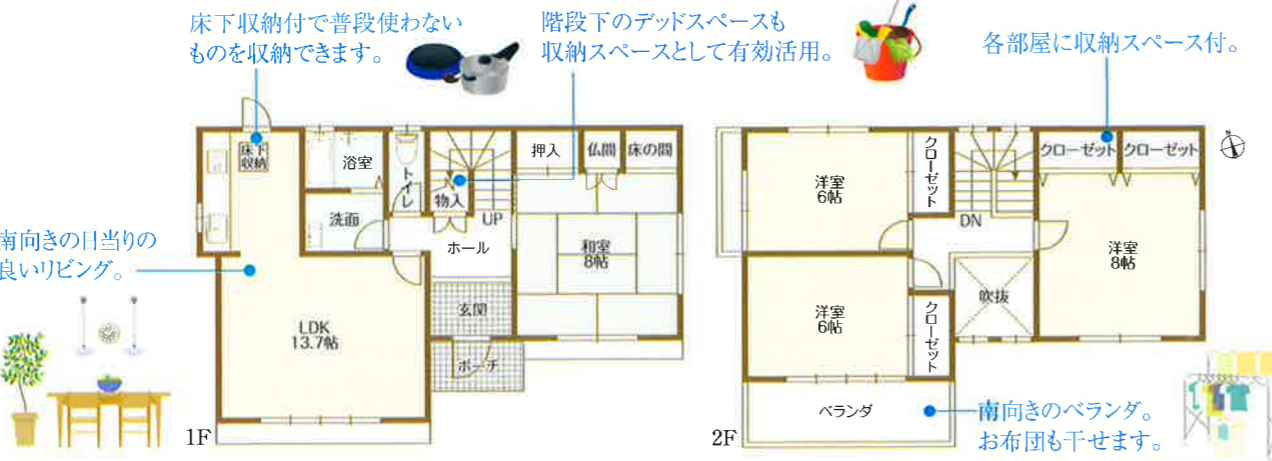 床下収納付で普段使わない
ものを収納できます。
階段下のデッドスペースも
収納スペースとして有効活用。
各部屋に収納スペース付。
床下
収納
浴室
トイレ
洗面
物入
UP
ホール
押入
仏間
床の間
和室
8帖
玄関
ポーチ
LDK
13.7帖
南向きの日当りの
良いリビング。
1F
洋室
6帖
クローゼット
DN
クローゼット
クローゼット
洋室
8帖
吹抜
洋室
6帖
クローゼット
ベランダ
南向きのベランダ。
お布団も干せます。
2F
N